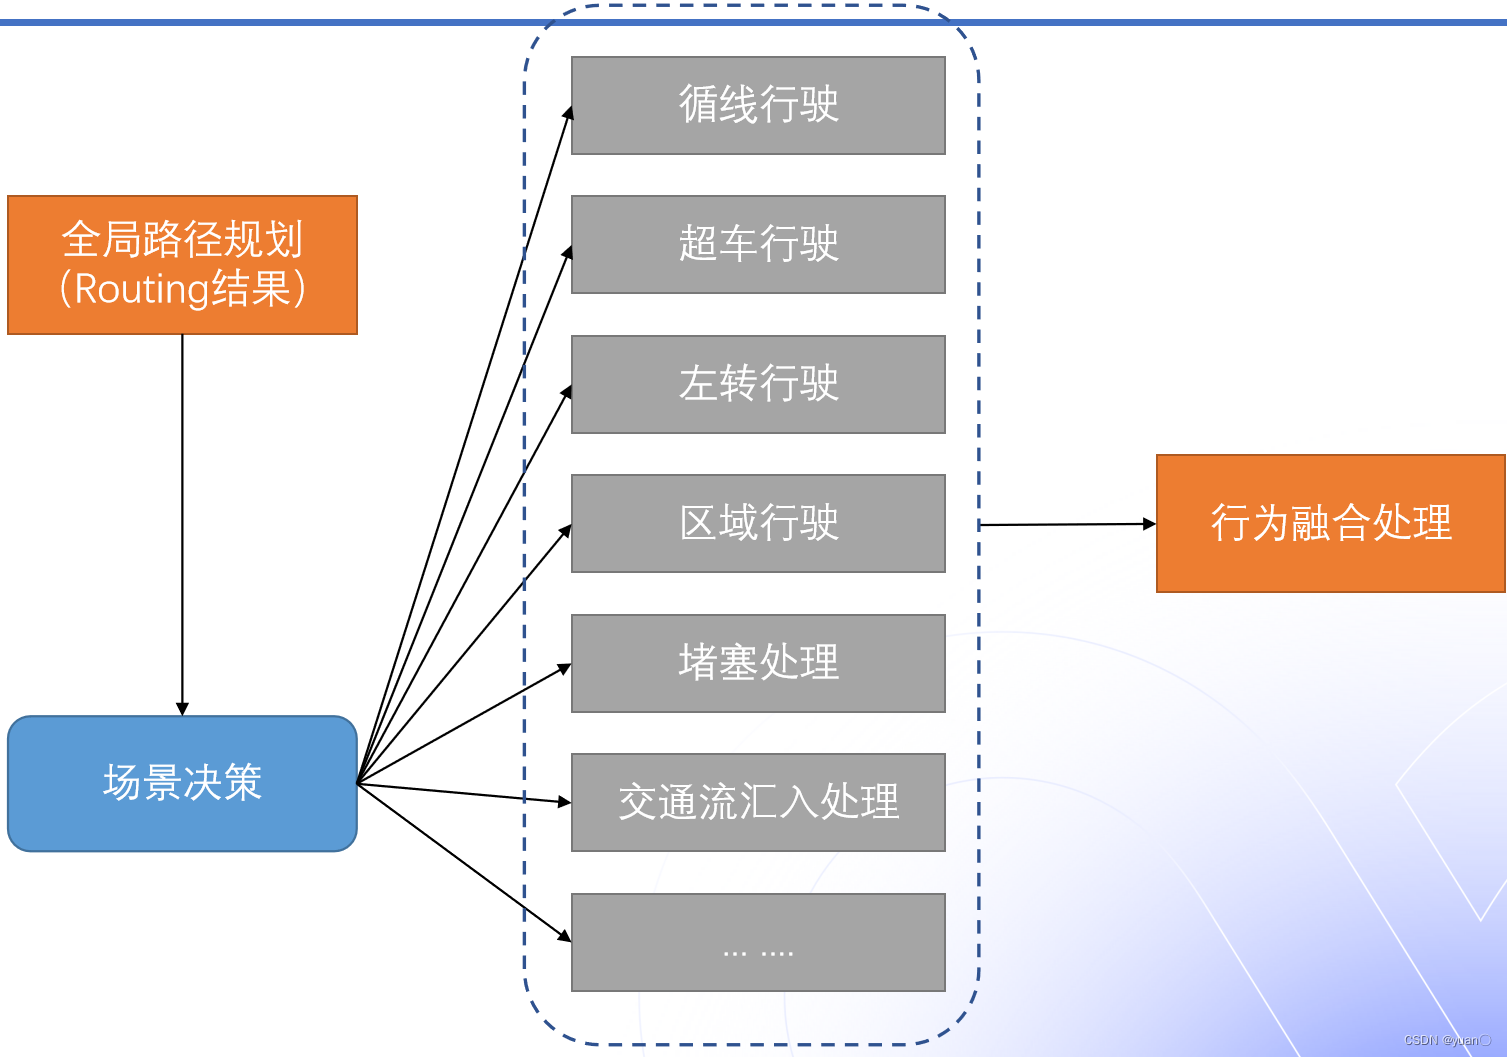 全局路径规划
（Routing结果）
场景决策
循线行驶
超车行驶
左转行驶
区域行驶
堵塞处理
交通流汇入处理
... ....
行为融合处理
CSDN @yuan〇